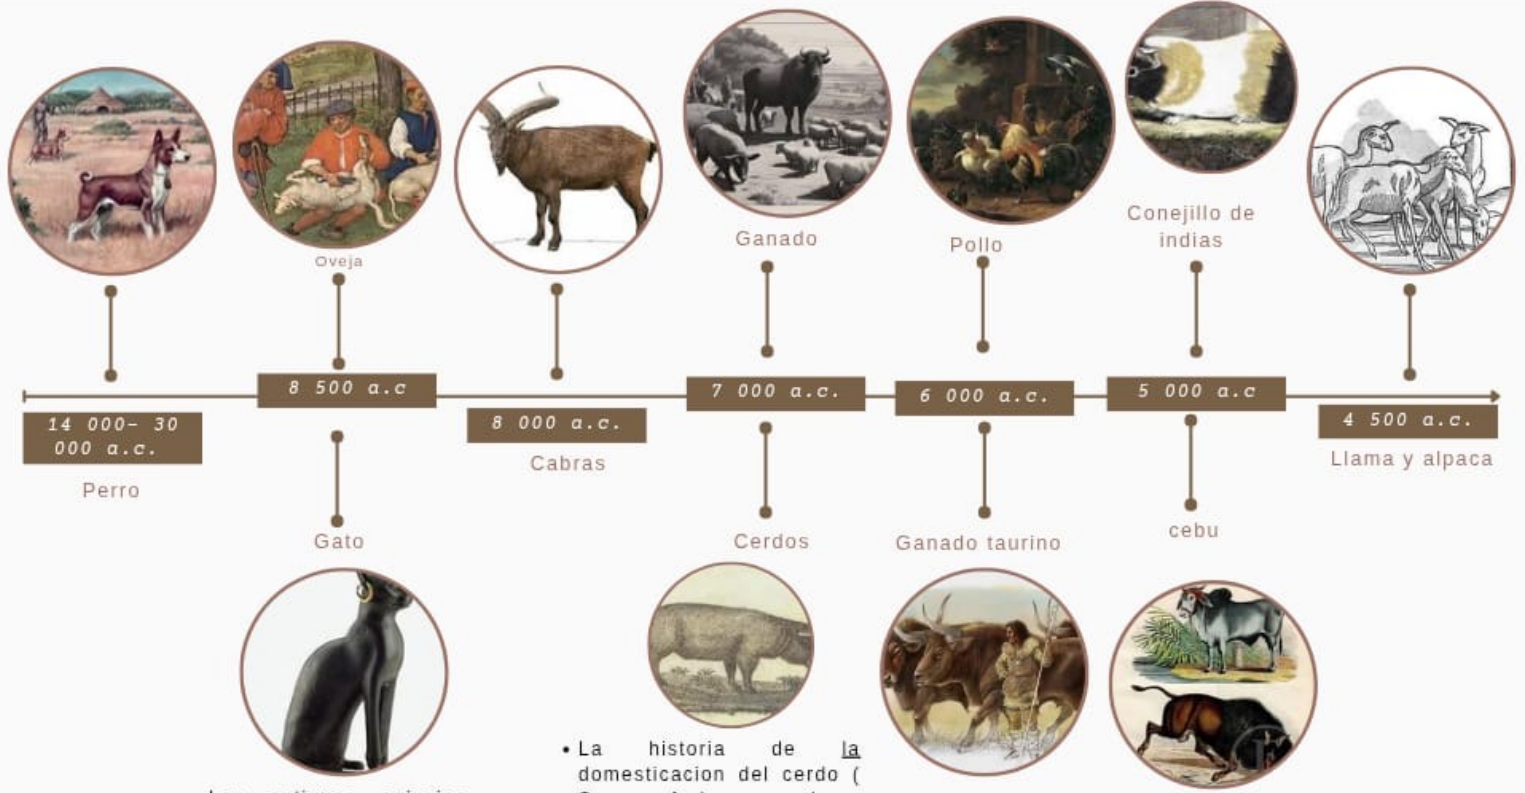 Oveja
Ganado
Pollo
Conejillo de
indias
8 500 a.c
7 000 a.c.
6 000 a.c.
5 000 a.c
14 000– 30
000 a.c.
8 000 a.c.
4 500 a.c.
Perro
Cabras
Llama y alpaca
Gato
Cerdos
Ganado taurino
cebu
• La historia de la
domesticacion del cerdo (